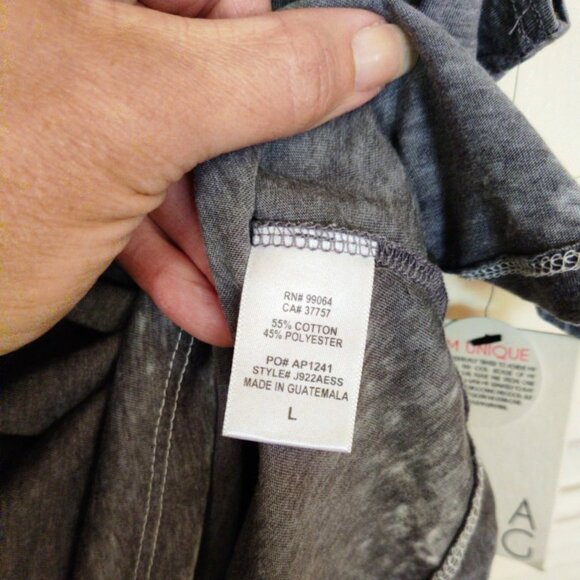 RN# 99064
CA# 37757
55% COTTON
45% POLYESTER
PO# AP1241
STYLE# J922AESS
MADE IN GUATEMALA
L
M UNIQUE
AG